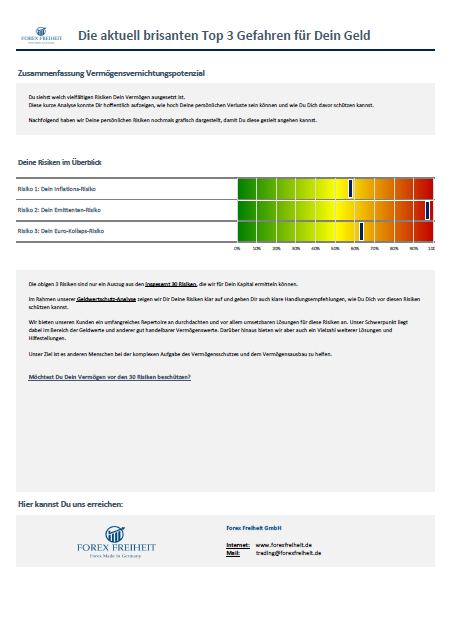 FOREX FREIHEIT
Die aktuell brisanten Top 3 Gefahren für Dein Geld
Zusammenfassung Vermögensvernichtungspotenzial
Du siehst welch vielfältigen Risiken Dein Vermögen ausgesetzt ist.
Diese kurze Analyse konnte Dir hoffentlich aufzeigen, wie hoch Deine persönlichen Verluste sein können und wie Du Dich davor schützen kannst.
Nachfolgend haben wir Deine persönlichen Risiken nochmals grafisch dargestellt, damit Du diese gezielt angehen kannst.
Deine Risiken im Überblick
Risiko 1: Dein Inflations-Risiko
Risiko 2: Dein Emittenten-Risiko
Risiko 3: Dein Euro-Kollaps-Risiko
0% 10% 20% 30% 40% 50% 60% 70% 80% 90% 100
Die obigen 3 Risiken sind nur ein Auszug aus den insgesamt 30 Risiken, die wir für Dein Kapital ermitteln können.
Im Rahmen unserer Geldwertschutz-Analyse zeigen wir Dir Deine Risiken klar auf und geben Dir auch klare Handlungsempfehlungen, wie Du Dich vor diesen Risiken
schützen kannst.
Wir bieten unseren Kunden ein umfangreiches Repertoire an durchdachten und vor allem umsetzbaren Lösungen für diese Risiken an. Unser Schwerpunkt liegt
dabei im Bereich der Geldwerte und anderer gut handelbarer Vermögenswerte. Darüber hinaus bieten wir aber auch ein Vielzahl weiterer Lösungen und
Hilfestellungen.
Unser Ziel ist es anderen Menschen bei der komplexen Aufgabe des Vermögensschutzes und dem Vermögensausbau zu helfen.
Möchtest Du Dein Vermögen vor den 30 Risiken beschützen?
Hier kannst Du uns erreichen:
FOREX FREIHEIT
Forex Made in Germany
Forex Freiheit GmbH
Internet: www.forexfreiheit.de
Mail: trading@forexfreiheit.de